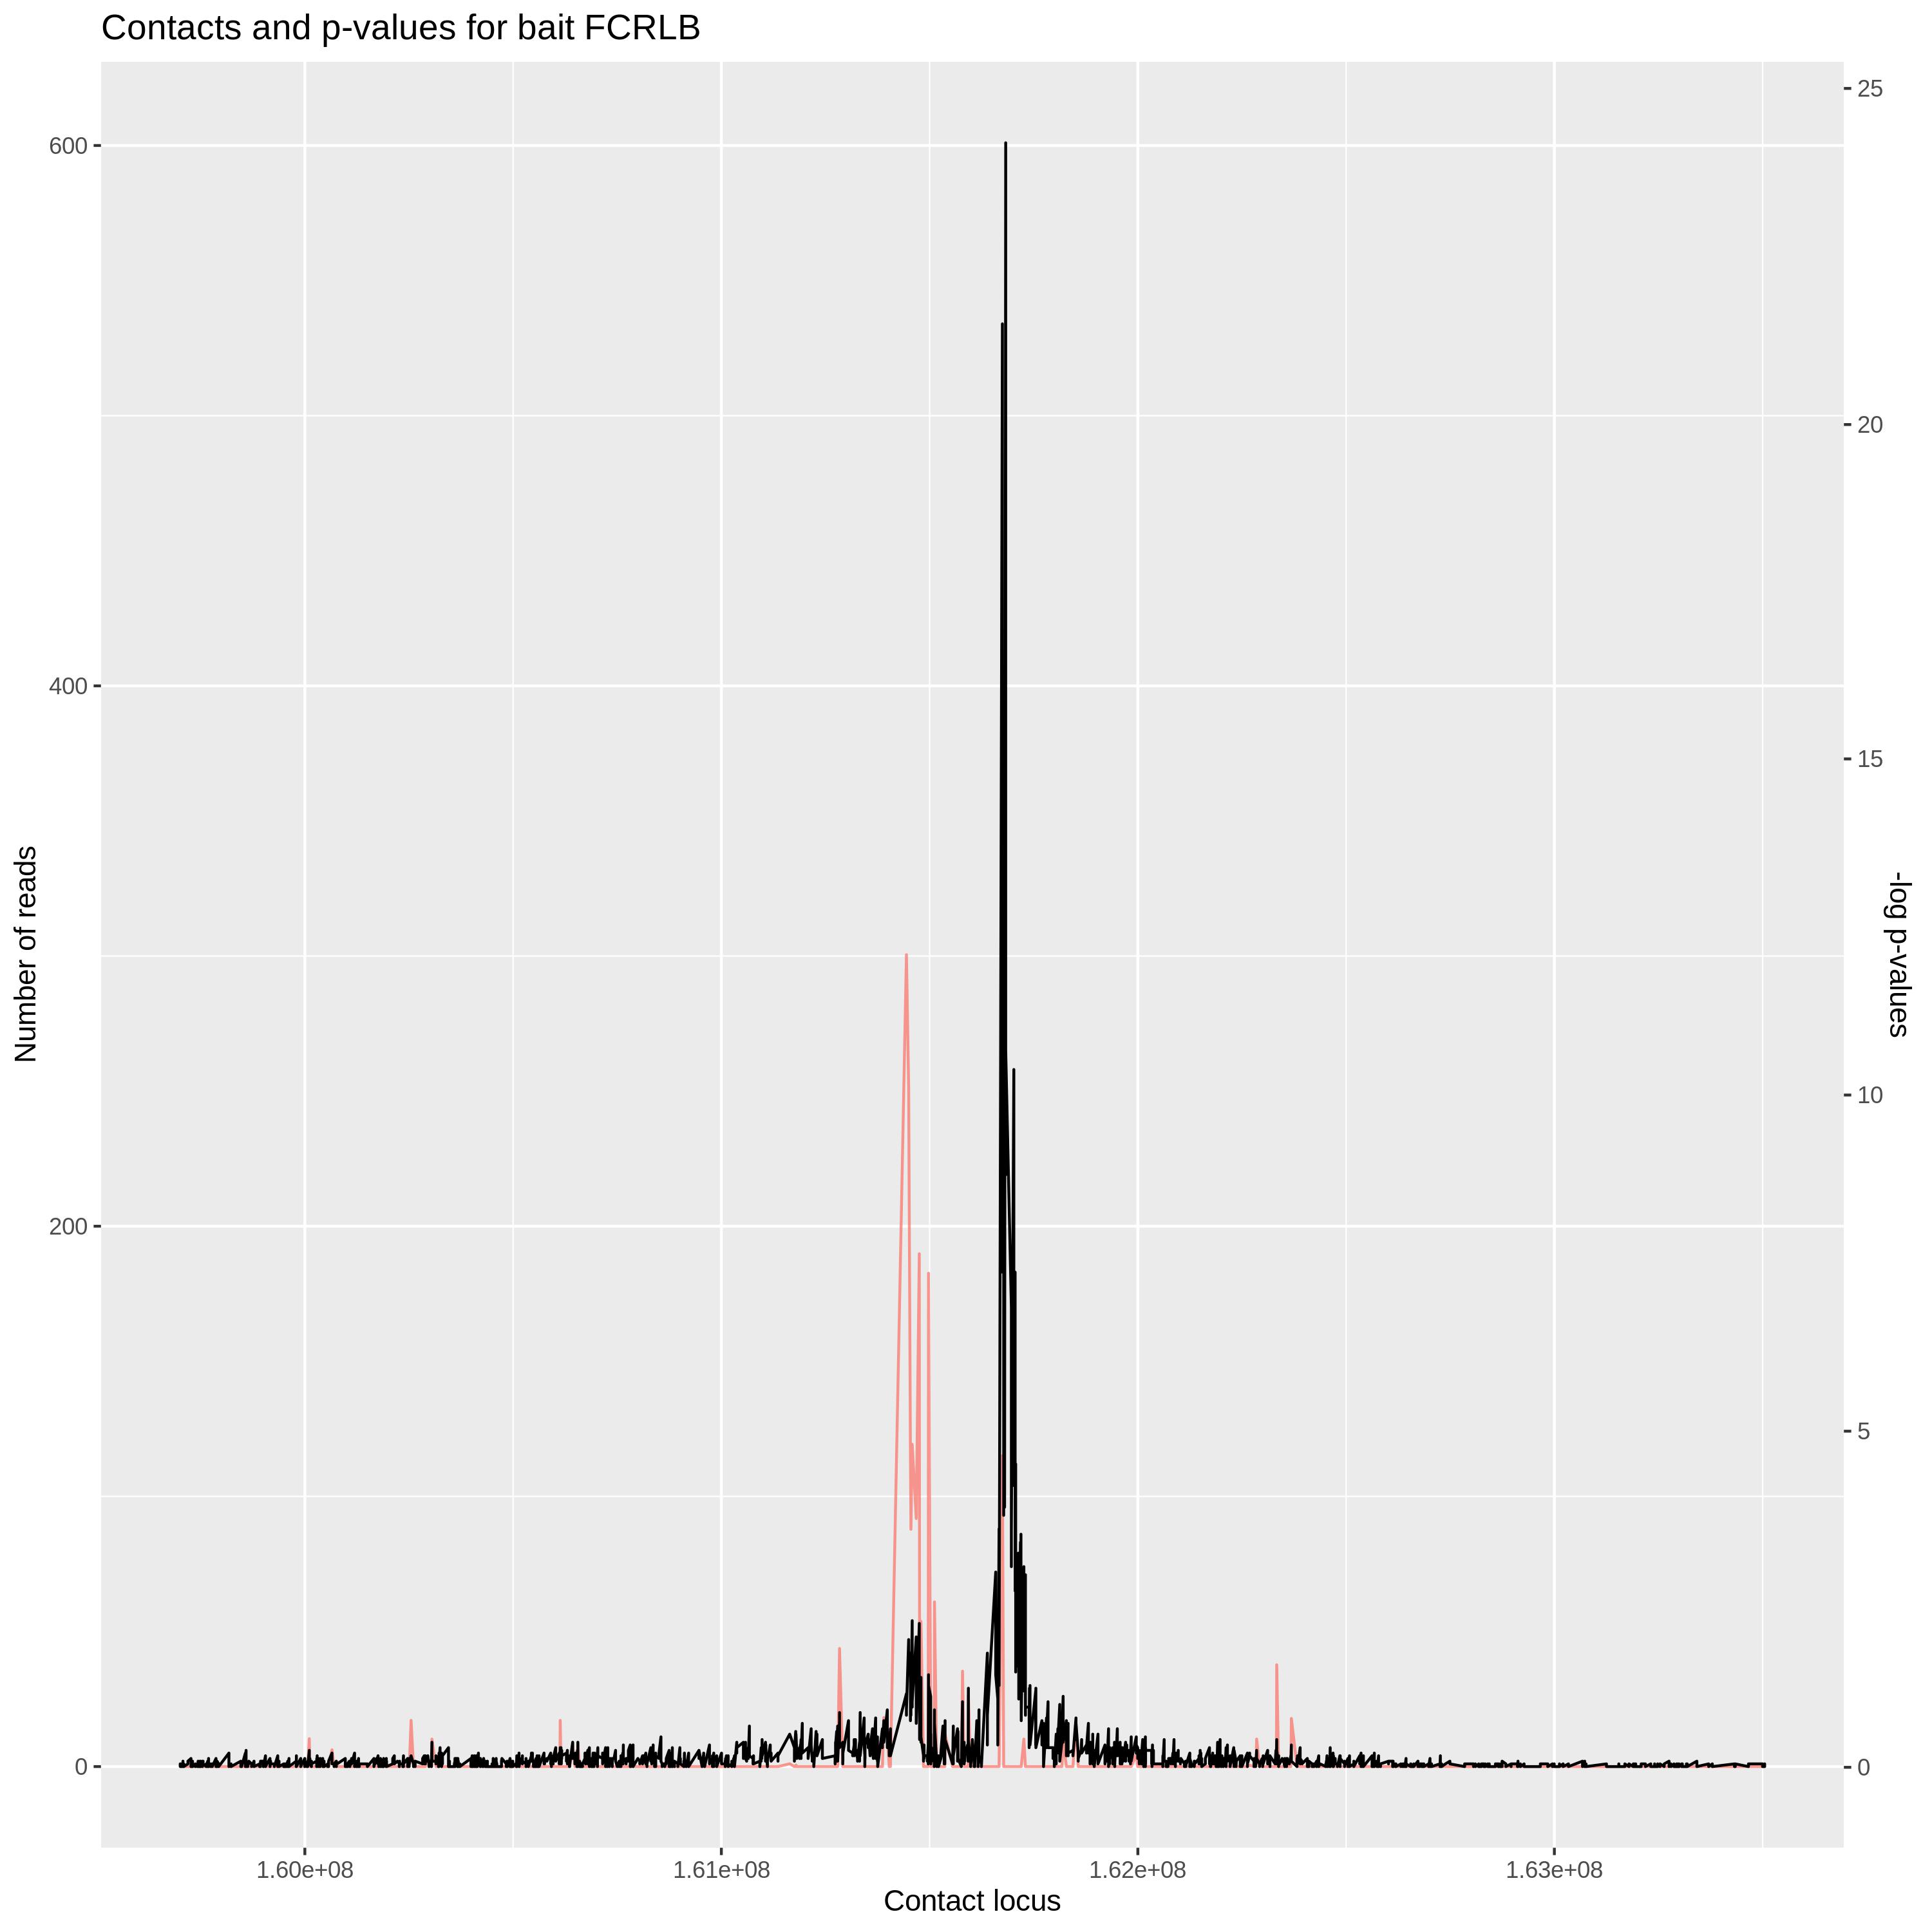 Contacts and p-values for bait FCRLB
600
400
200
0
25
20
15
10
5
0
Number of reads
-log p-values
1.60e+08
1.61e+08
1.62e+08
1.63e+08
Contact locus